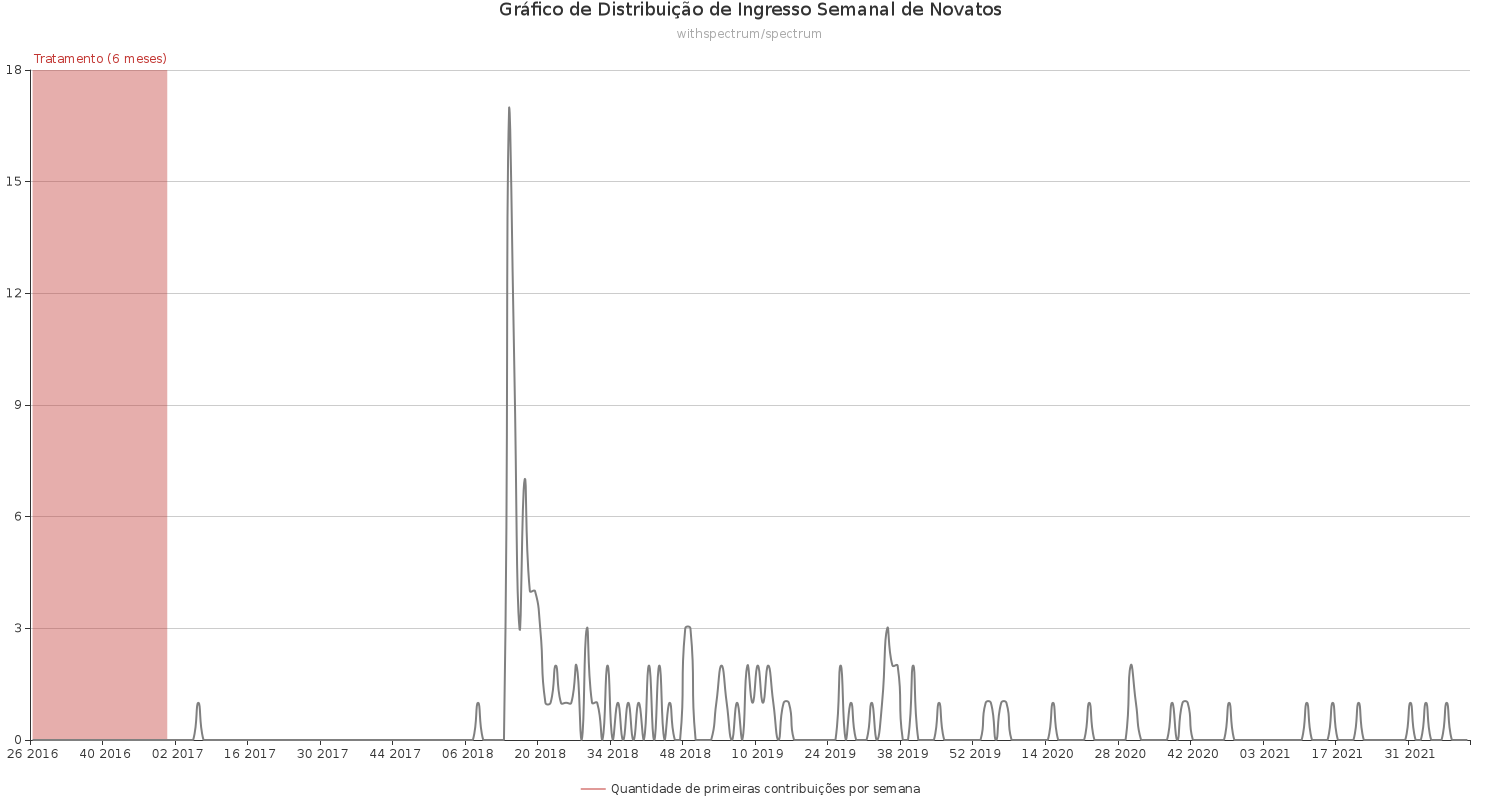 Gráfico de Distribuição de Ingresso Semanal de Novatos
withspectrum/spectrum
Tratamento (6 meses)
18
15
12
9
6
3
0
26 2016 40 2016 02 2017 16 2017 30 2017 44 2017 06 2018 20 2018 34 2018 48 2018 10 2019 24 2019 38 2019 52 2019 14 2020 28 2020 42 2020 03 2021 17 2021 31 2021
Quantidade de primeiras contribuições por semana